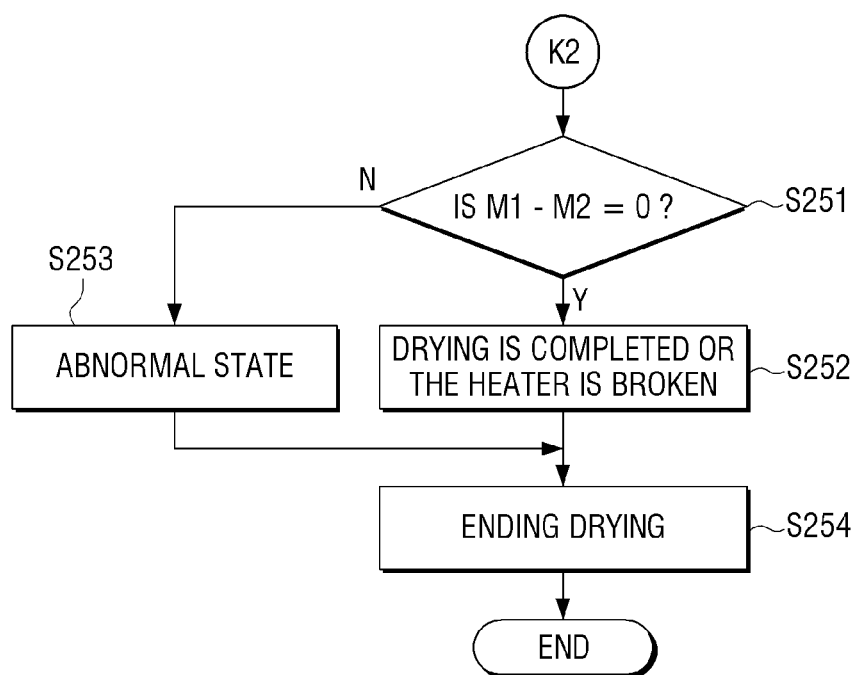 K2
IS M1 - M2 = 0 ?
S251
N
Y
S253
ABNORMAL STATE
DRYING IS COMPLETED OR
THE HEATER IS BROKEN
S252
ENDING DRYING
S254
END